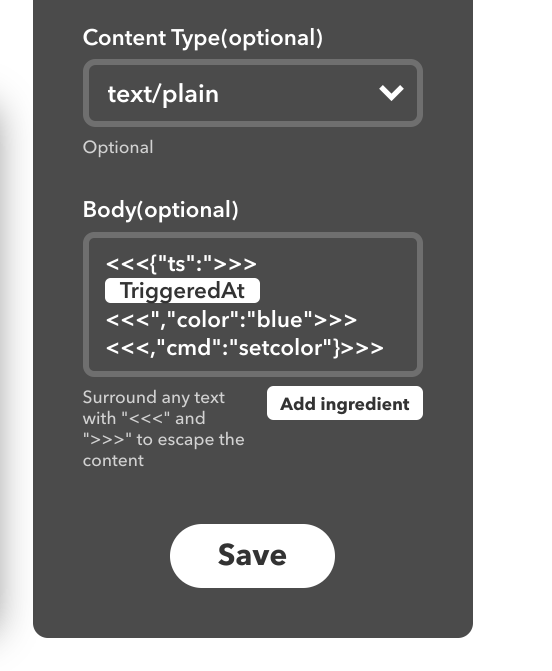 Content Type(optional)
text/plain
Optional
Body(optional)
<<<{"ts":">>>
TriggeredAt
<<<","color":"blue">>>
<<<,"cmd":"setcolor"}>>>
Surround any text
with "<<<" and
">>>" to escape the
content
Add ingredient
Save